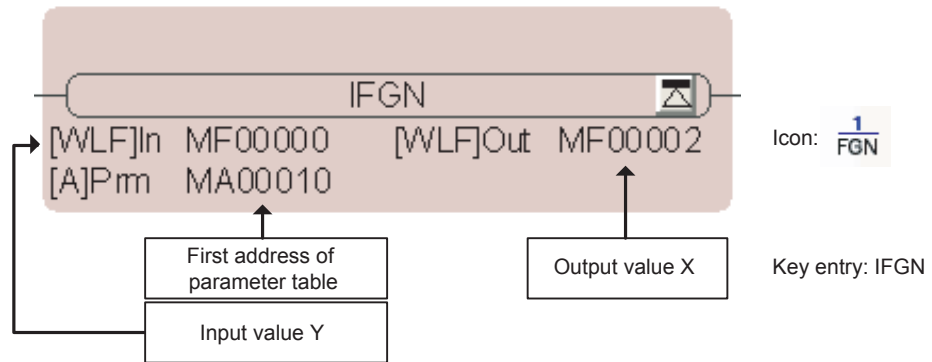 IFGN
[WLF]In MF00000 [WLF]Out MF00002
[A]Prm MA00010
Icon: 1
FGN
First address of
parameter table
Output value X
Key entry: IFGN
Input value Y